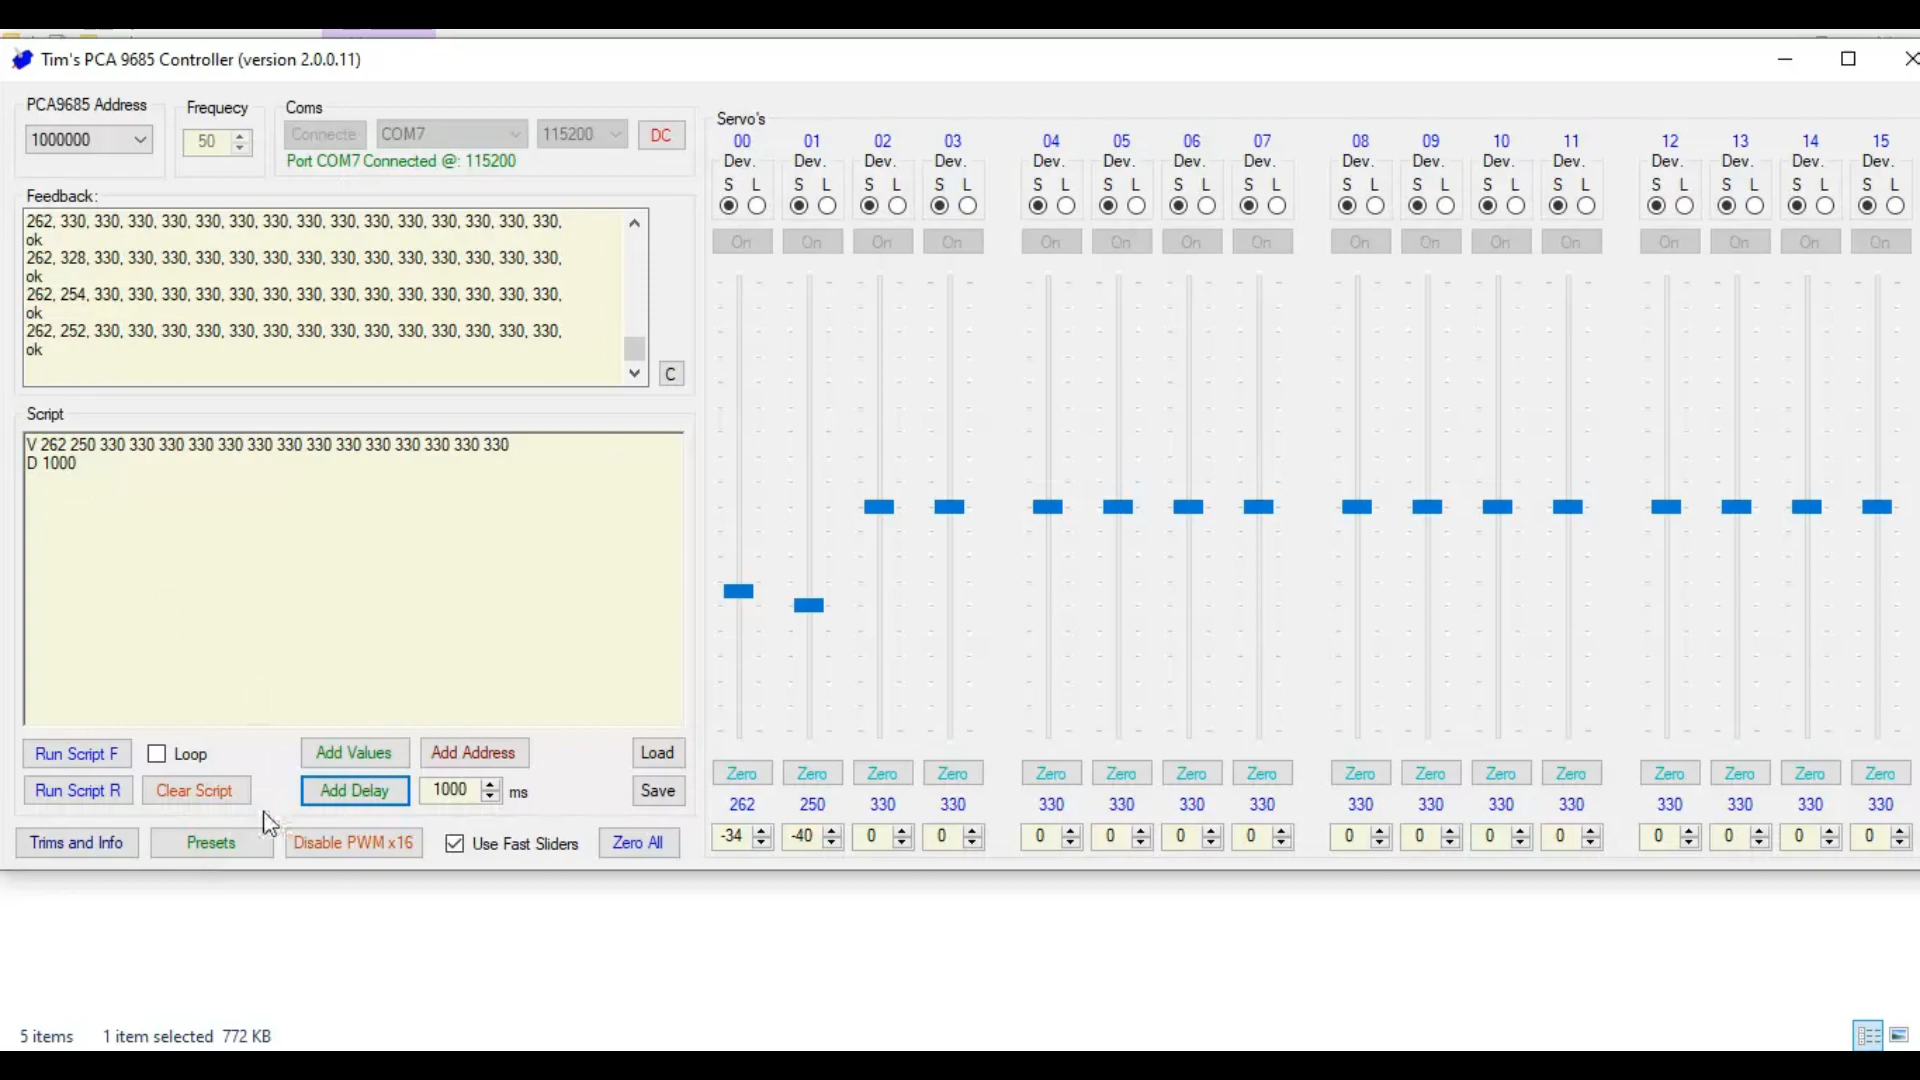 Tim's PCA 9685 Controller (version 2.0.0.11)
PCA9685 Address
1000000
Frequecy
50
Coms
Connecte
COM7
115200
DC
Port COM7 Connected @: 115200
Feedback:
262, 330, 330, 330, 330, 330, 330, 330, 330, 330, 330, 330, 330, 330, 330, 330,
ok
262, 328, 330, 330, 330, 330, 330, 330, 330, 330, 330, 330, 330, 330, 330, 330,
ok
262, 254, 330, 330, 330, 330, 330, 330, 330, 330, 330, 330, 330, 330, 330, 330,
ok
262, 252, 330, 330, 330, 330, 330, 330, 330, 330, 330, 330, 330, 330, 330, 330,
ok
C
Script
V 262 250 330 330 330 330 330 330 330 330 330 330 330 330 330 330
D 1000
Run Script F
Loop
Add Values
Add Address
Load
Run Script R
Clear Script
Add Delay
1000
ms
Save
Trims and Info
Presets
Disable PWM x16
Use Fast Sliders
Zero All
Servo's
00 01 02 03 04 05 06 07 08 09 10 11 12 13 14 15
Dev. Dev. Dev. Dev. Dev. Dev. Dev. Dev. Dev. Dev. Dev. Dev. Dev. Dev. Dev. Dev.
S L S L S L S L S L S L S L S L S L S L S L S L S L S L S L S L
On On On On On On On On On On On On On On On On
Zero Zero Zero Zero Zero Zero Zero Zero Zero Zero Zero Zero Zero Zero Zero Zero
262 250 330 330 330 330 330 330 330 330 330 330 330 330 330 330
-34 -40 0 0 0 0 0 0 0 0 0 0 0 0 0 0
5 items 1 item selected 772 KB